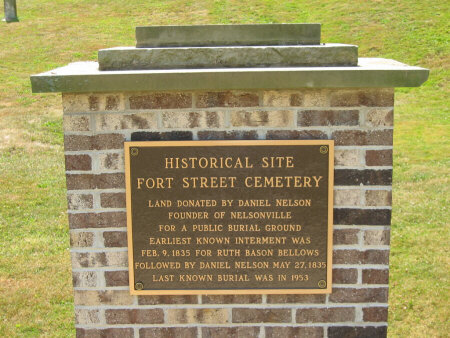 HISTORICAL SITE
FORT STREET CEMETERY
LAND DONATED BY DANIEL NELSON
FOUNDER OF NELSONVILLE
FOR A PUBLIC BURIAL GROUND
EARLIEST KNOWN INTERMENT WAS
FEB. 9, 1835 FOR RUTH BASON BELLOWS
FOLLOWED BY DANIEL NELSON MAY 27, 1835
LAST KNOWN BURIAL WAS IN 1953